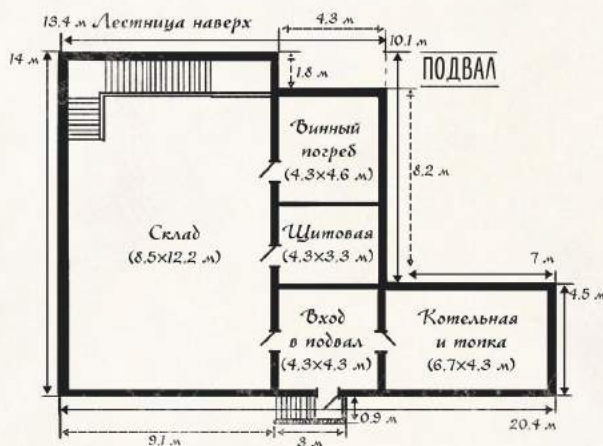 13.4 м Лестница наверх
4,3 м
10.1 м
14 м
1.8 м
ПОДВАЛ
Винный
погреб
(4.3×4.6 м)
8.2 м
Склад
(8.5×12.2 м)
Щитовая
(4.3×3,3 м)
7 м
4.5 м
Вход
в подвал
(4.3×4.3 м)
Котельная
и топка
(6.7×4.3 м)
0.9 м
20.4 м
9.1 м
3 м